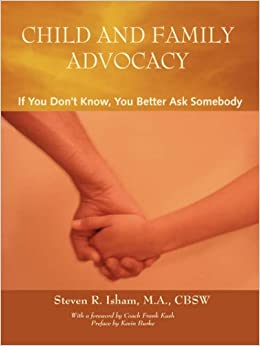 CHILD AND FAMILY
ADVOCACY
If You Don't Know, You Better Ask Somebody
Steven R. Isham, M.A., CBSW
With a foreword by Coach Frank Kush
Preface by Kevin Burke